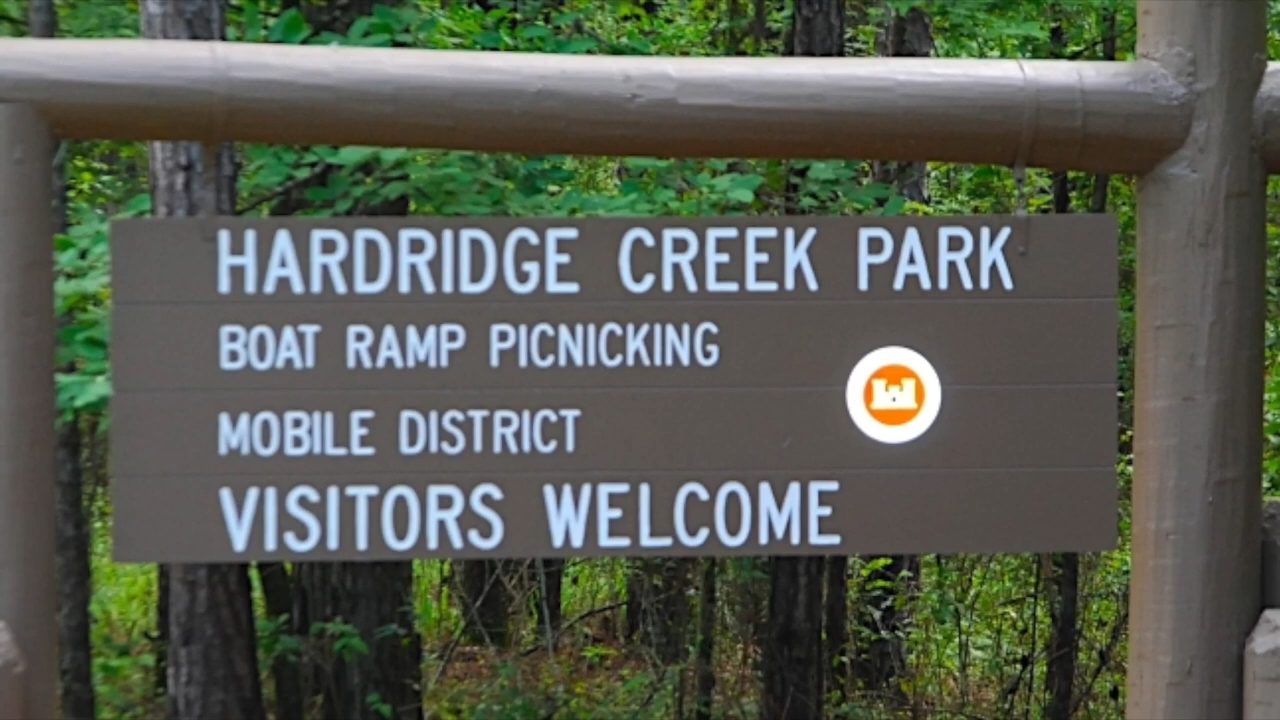 HARDRIDGE CREEK PARK
BOAT RAMP PICNICKING
MOBILE DISTRICT
VISITORS WELCOME